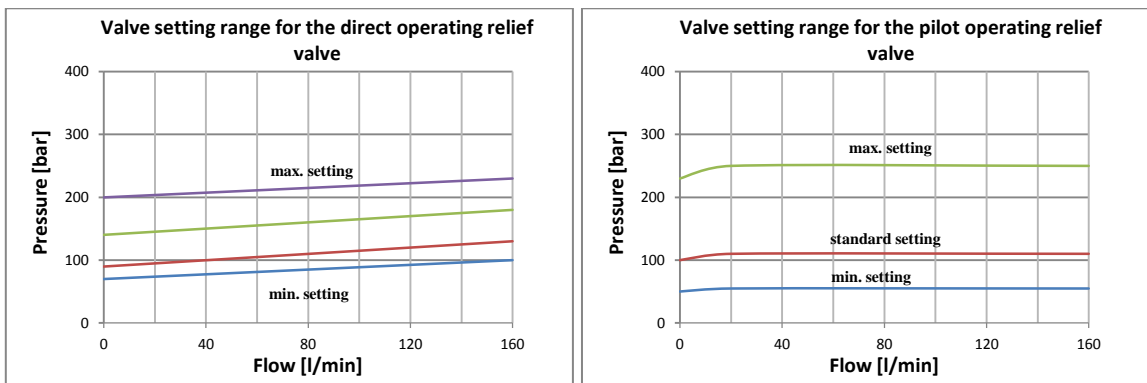 Valve setting range for the direct operating relief
valve
400
300
200
100
0
Pressure [bar]
max. setting
min. setting
0 40 80 120 160
Flow [l/min]
Valve setting range for the pilot operating relief
valve
400
300
200
100
0
Pressure [bar]
max. setting
standard setting
min. setting
0 40 80 120 160
Flow [l/min]